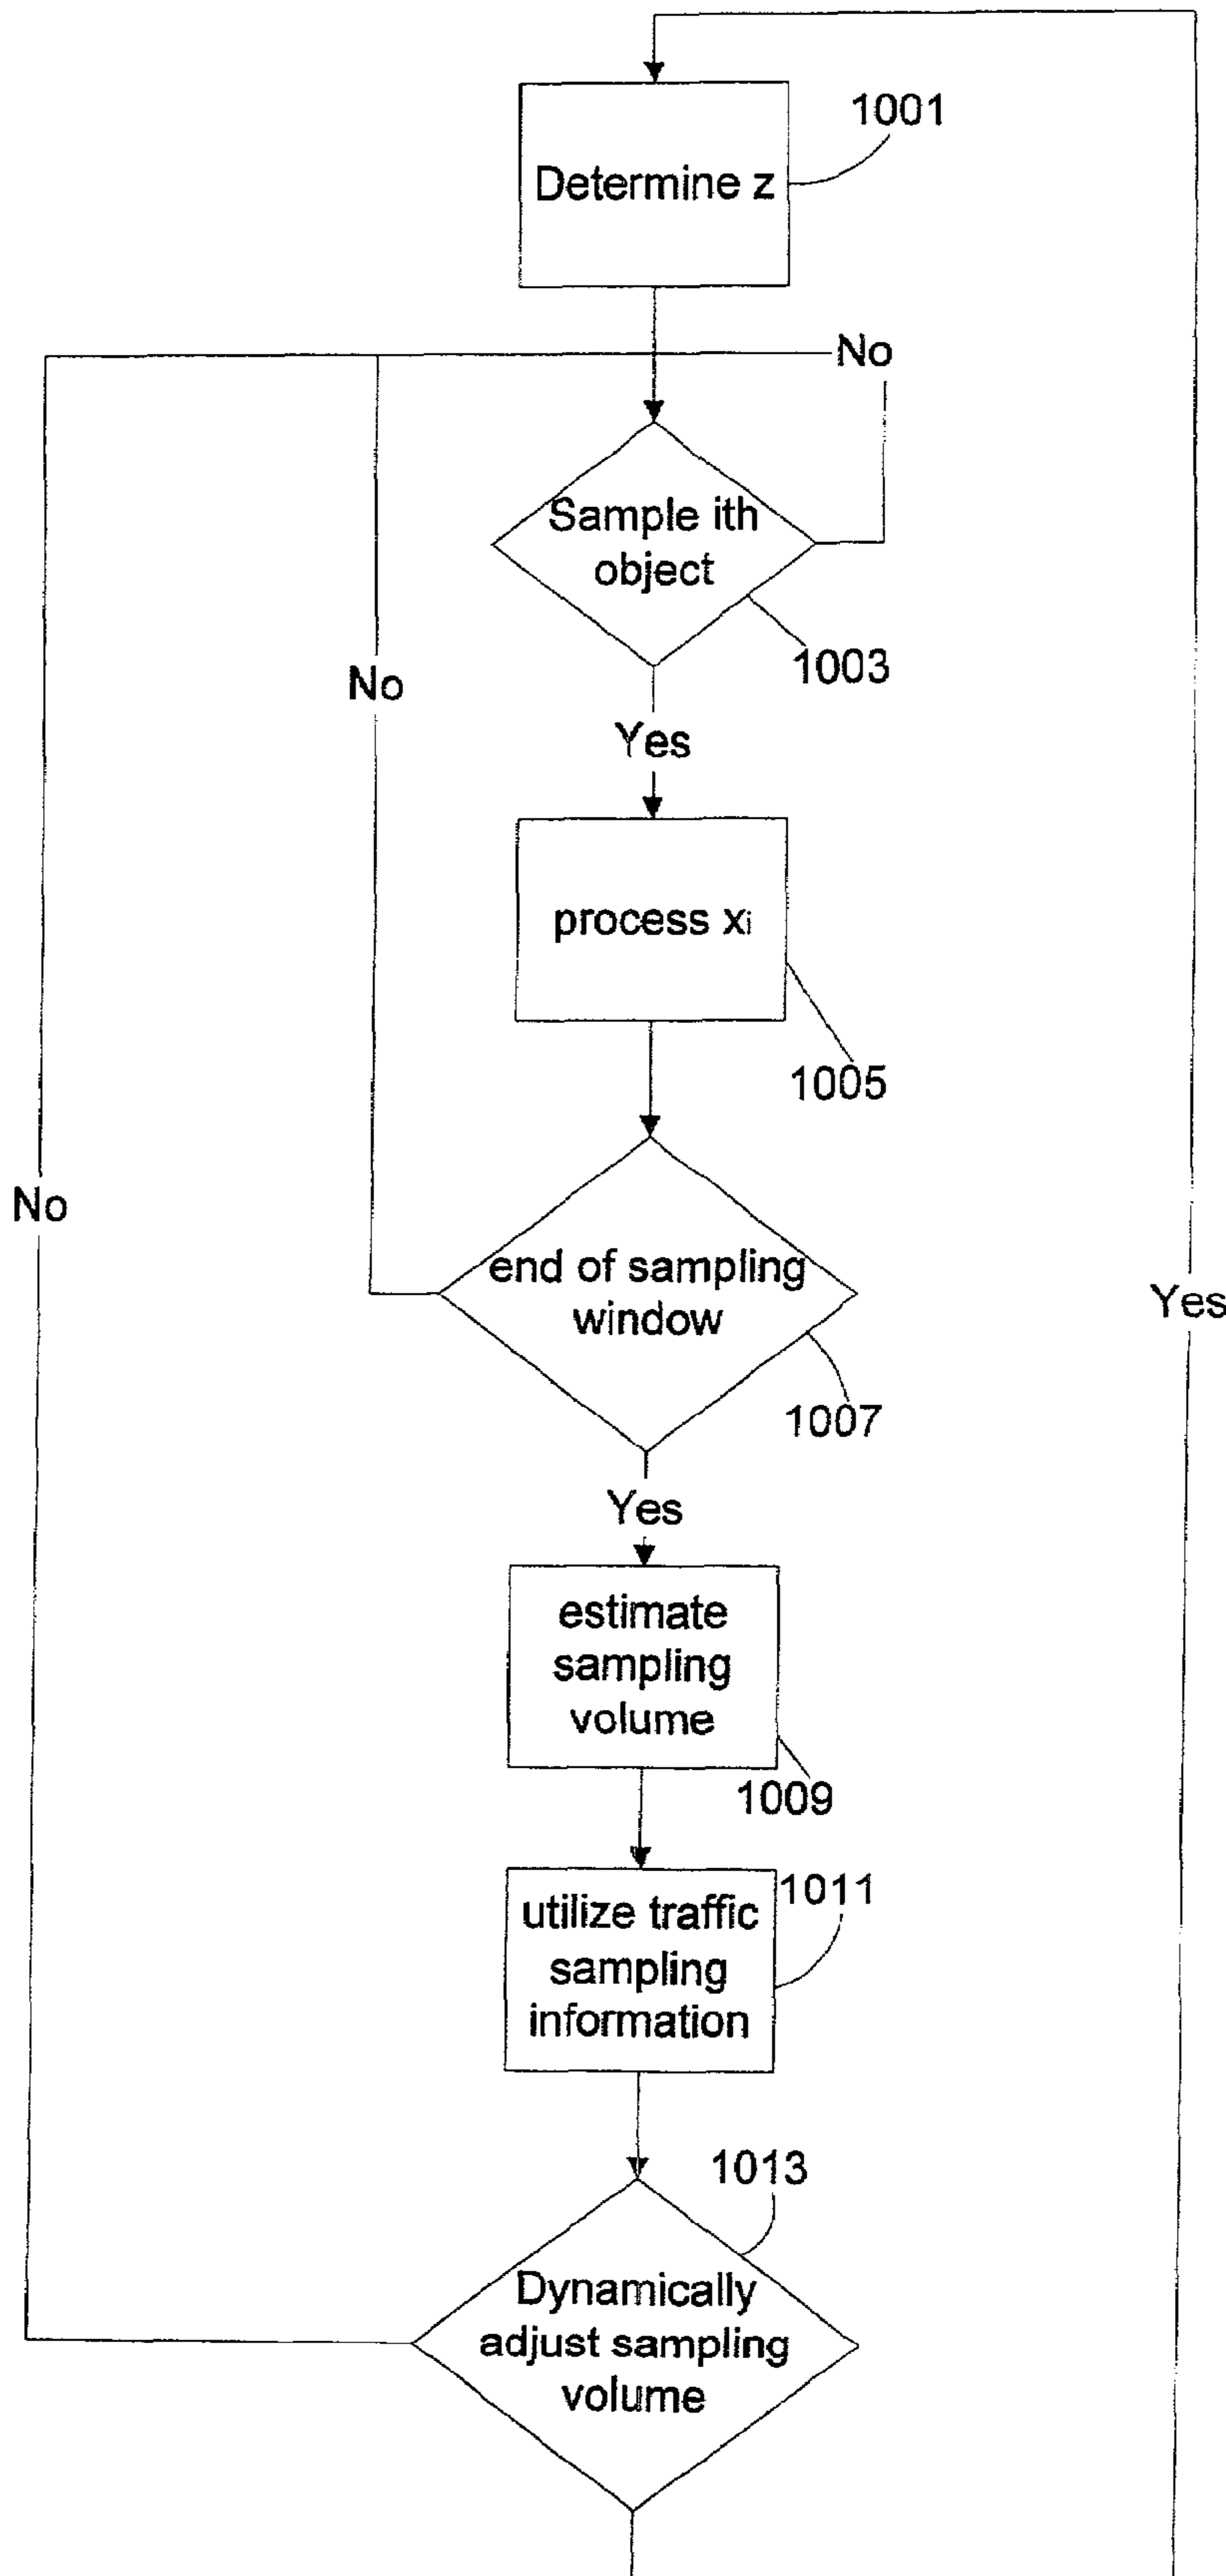 1001
Determine z
No
Sample ith
object
1003
No
Yes
process xi
1005
No
end of sampling
window
Yes
1007
Yes
estimate
sampling
volume
1009
1011
utilize traffic
sampling
information
1013
Dynamically
adjust sampling
volume